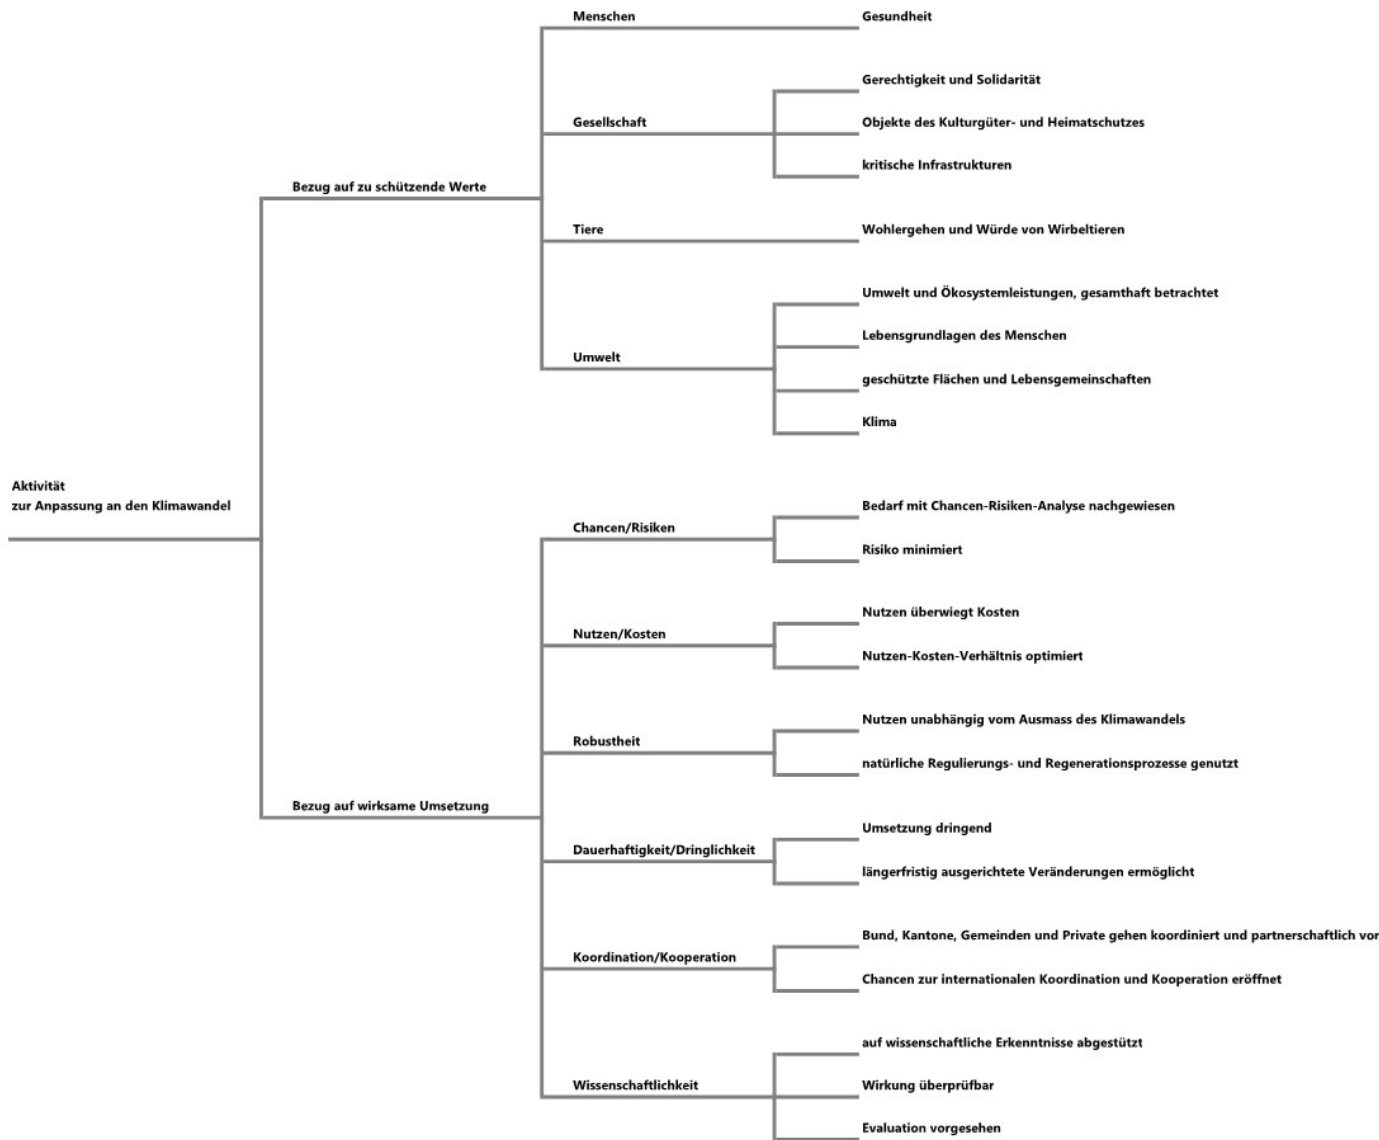 Menschen
Gesundheit
Gerechtigkeit und Solidarität
Gesellschaft
Objekte des Kulturgüter- und Heimatschutzes
kritische Infrastrukturen
Bezug auf zu schützende Werte
Tiere
Wohlergehen und Würde von Wirbeltieren
Umwelt und Ökosystemleistungen, gesamthaft betrachtet
Lebensgrundlagen des Menschen
Umwelt
geschützte Flächen und Lebensgemeinschaften
Klima
Aktivität
zur Anpassung an den Klimawandel
Bedarf mit Chancen-Risiken-Analyse nachgewiesen
Chancen/Risiken
Risiko minimiert
Nutzen überwiegt Kosten
Nutzen/Kosten
Nutzen-Kosten-Verhältnis optimiert
Nutzen unabhängig vom Ausmass des Klimawandels
Robustheit
natürliche Regulierungs- und Regenerationsprozesse genutzt
Bezug auf wirksame Umsetzung
Umsetzung dringend
Dauerhaftigkeit/Dringlichkeit
längerfristig ausgerichtete Veränderungen ermöglicht
Bund, Kantone, Gemeinden und Private gehen koordiniert und partnerschaftlich vor
Koordination/Kooperation
Chancen zur internationalen Koordination und Kooperation eröffnet
auf wissenschaftliche Erkenntnisse abgestützt
Wissenschaftlichkeit
Wirkung überprüfbar
Evaluation vorgesehen